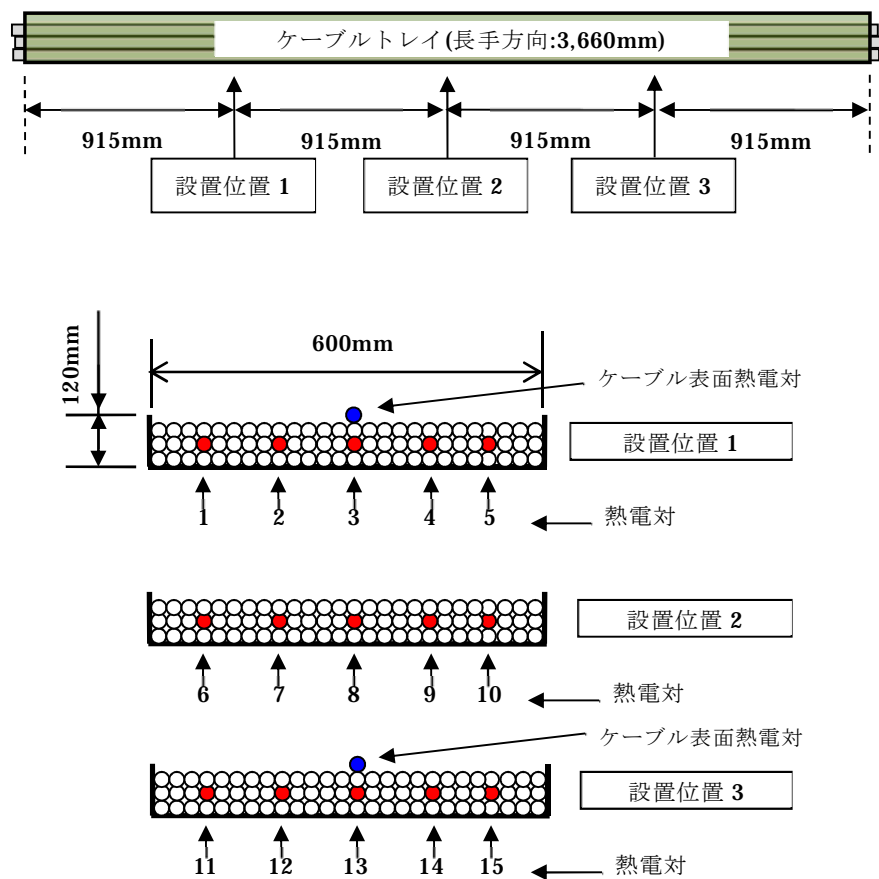 ケーブルトレイ(長手方向:3,660mm)
915mm 915mm 915mm 915mm
設置位置 1 設置位置 2 設置位置 3
600mm
120mm
ケーブル表面熱電対
設置位置 1
1 2 3 4 5 熱電対
設置位置 2
6 7 8 9 10 熱電対
ケーブル表面熱電対
設置位置 3
11 12 13 14 15 熱電対